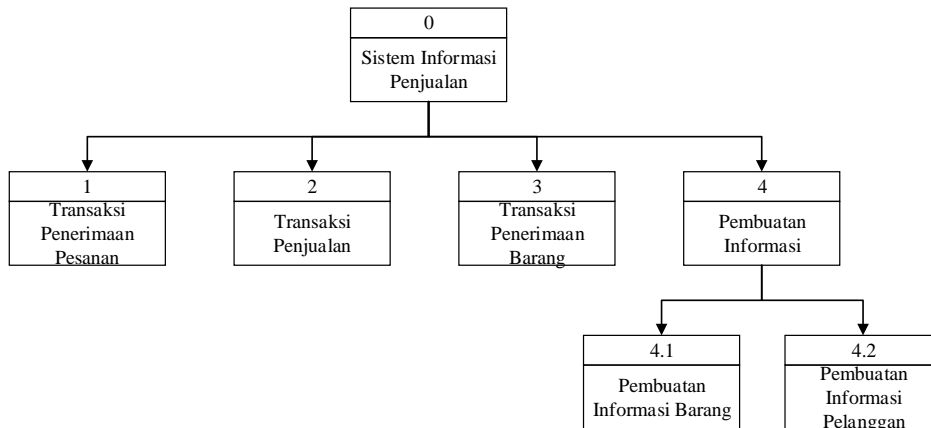 0
Sistem Informasi
Penjualan
1
Transaksi
Penerimaan
Pesanan
2
Transaksi
Penjualan
3
Transaksi
Penerimaan
Barang
4
Pembuatan
Informasi
4.1
Pembuatan
Informasi Barang
4.2
Pembuatan
Informasi
Pelanggan